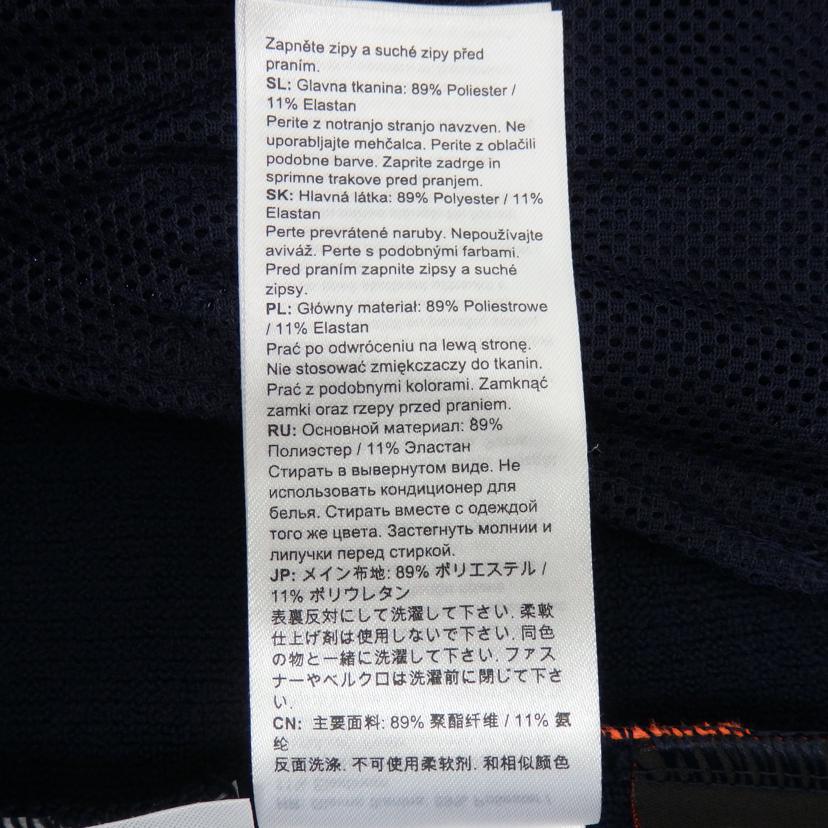 Zapněte zipy a suché zipy před
praním.
SL: Glavna tkanina: 89% Poliester /
11% Elastan
Perite z notranjo stranjo navzven. Ne
uporabljajte mehčalca. Perite z oblačili
podobne barve. Zaprite zadrge in
sprimne trakove pred pranjem.
SK: Hlavná látka: 89% Polyester / 11%
Elastan
Perte prevrátené naruby. Nepoužívajte
aviváž. Perte s podobnými farbami.
Pred praním zapnite zipsy a suché
zipsy.
PL: Główny materiał: 89% Poliestrowe
/ 11% Elastan
Prać po odwróceniu na lewą stronę.
Nie stosować zmiękczaczy do tkanin.
Prać z podobnymi kolorami. Zamknąć
zamki oraz rzepy przed praniem.
RU: Основной материал: 89%
Полиэстер / 11% Эластан
Стирать в вывернутом виде. Не
использовать кондиционер для
белья. Стирать вместе с одеждой
того же цвета. Застегнуть молнии и
липучки перед стиркой.
JP: メイン布地: 89% ポリエステル /
11% ポリウレタン
表裏反対にして洗濯して下さい. 柔軟
仕上げ剤は使用しないで下さい. 同色
の物と一緒に洗濯して下さい. ファス
ナーやベルクロは洗濯前に閉じて下さ
い.
CN: 主要面料: 89% 聚酯纤维 / 11% 氨
纶
反面洗涤. 不可使用柔软剂. 和相似颜色